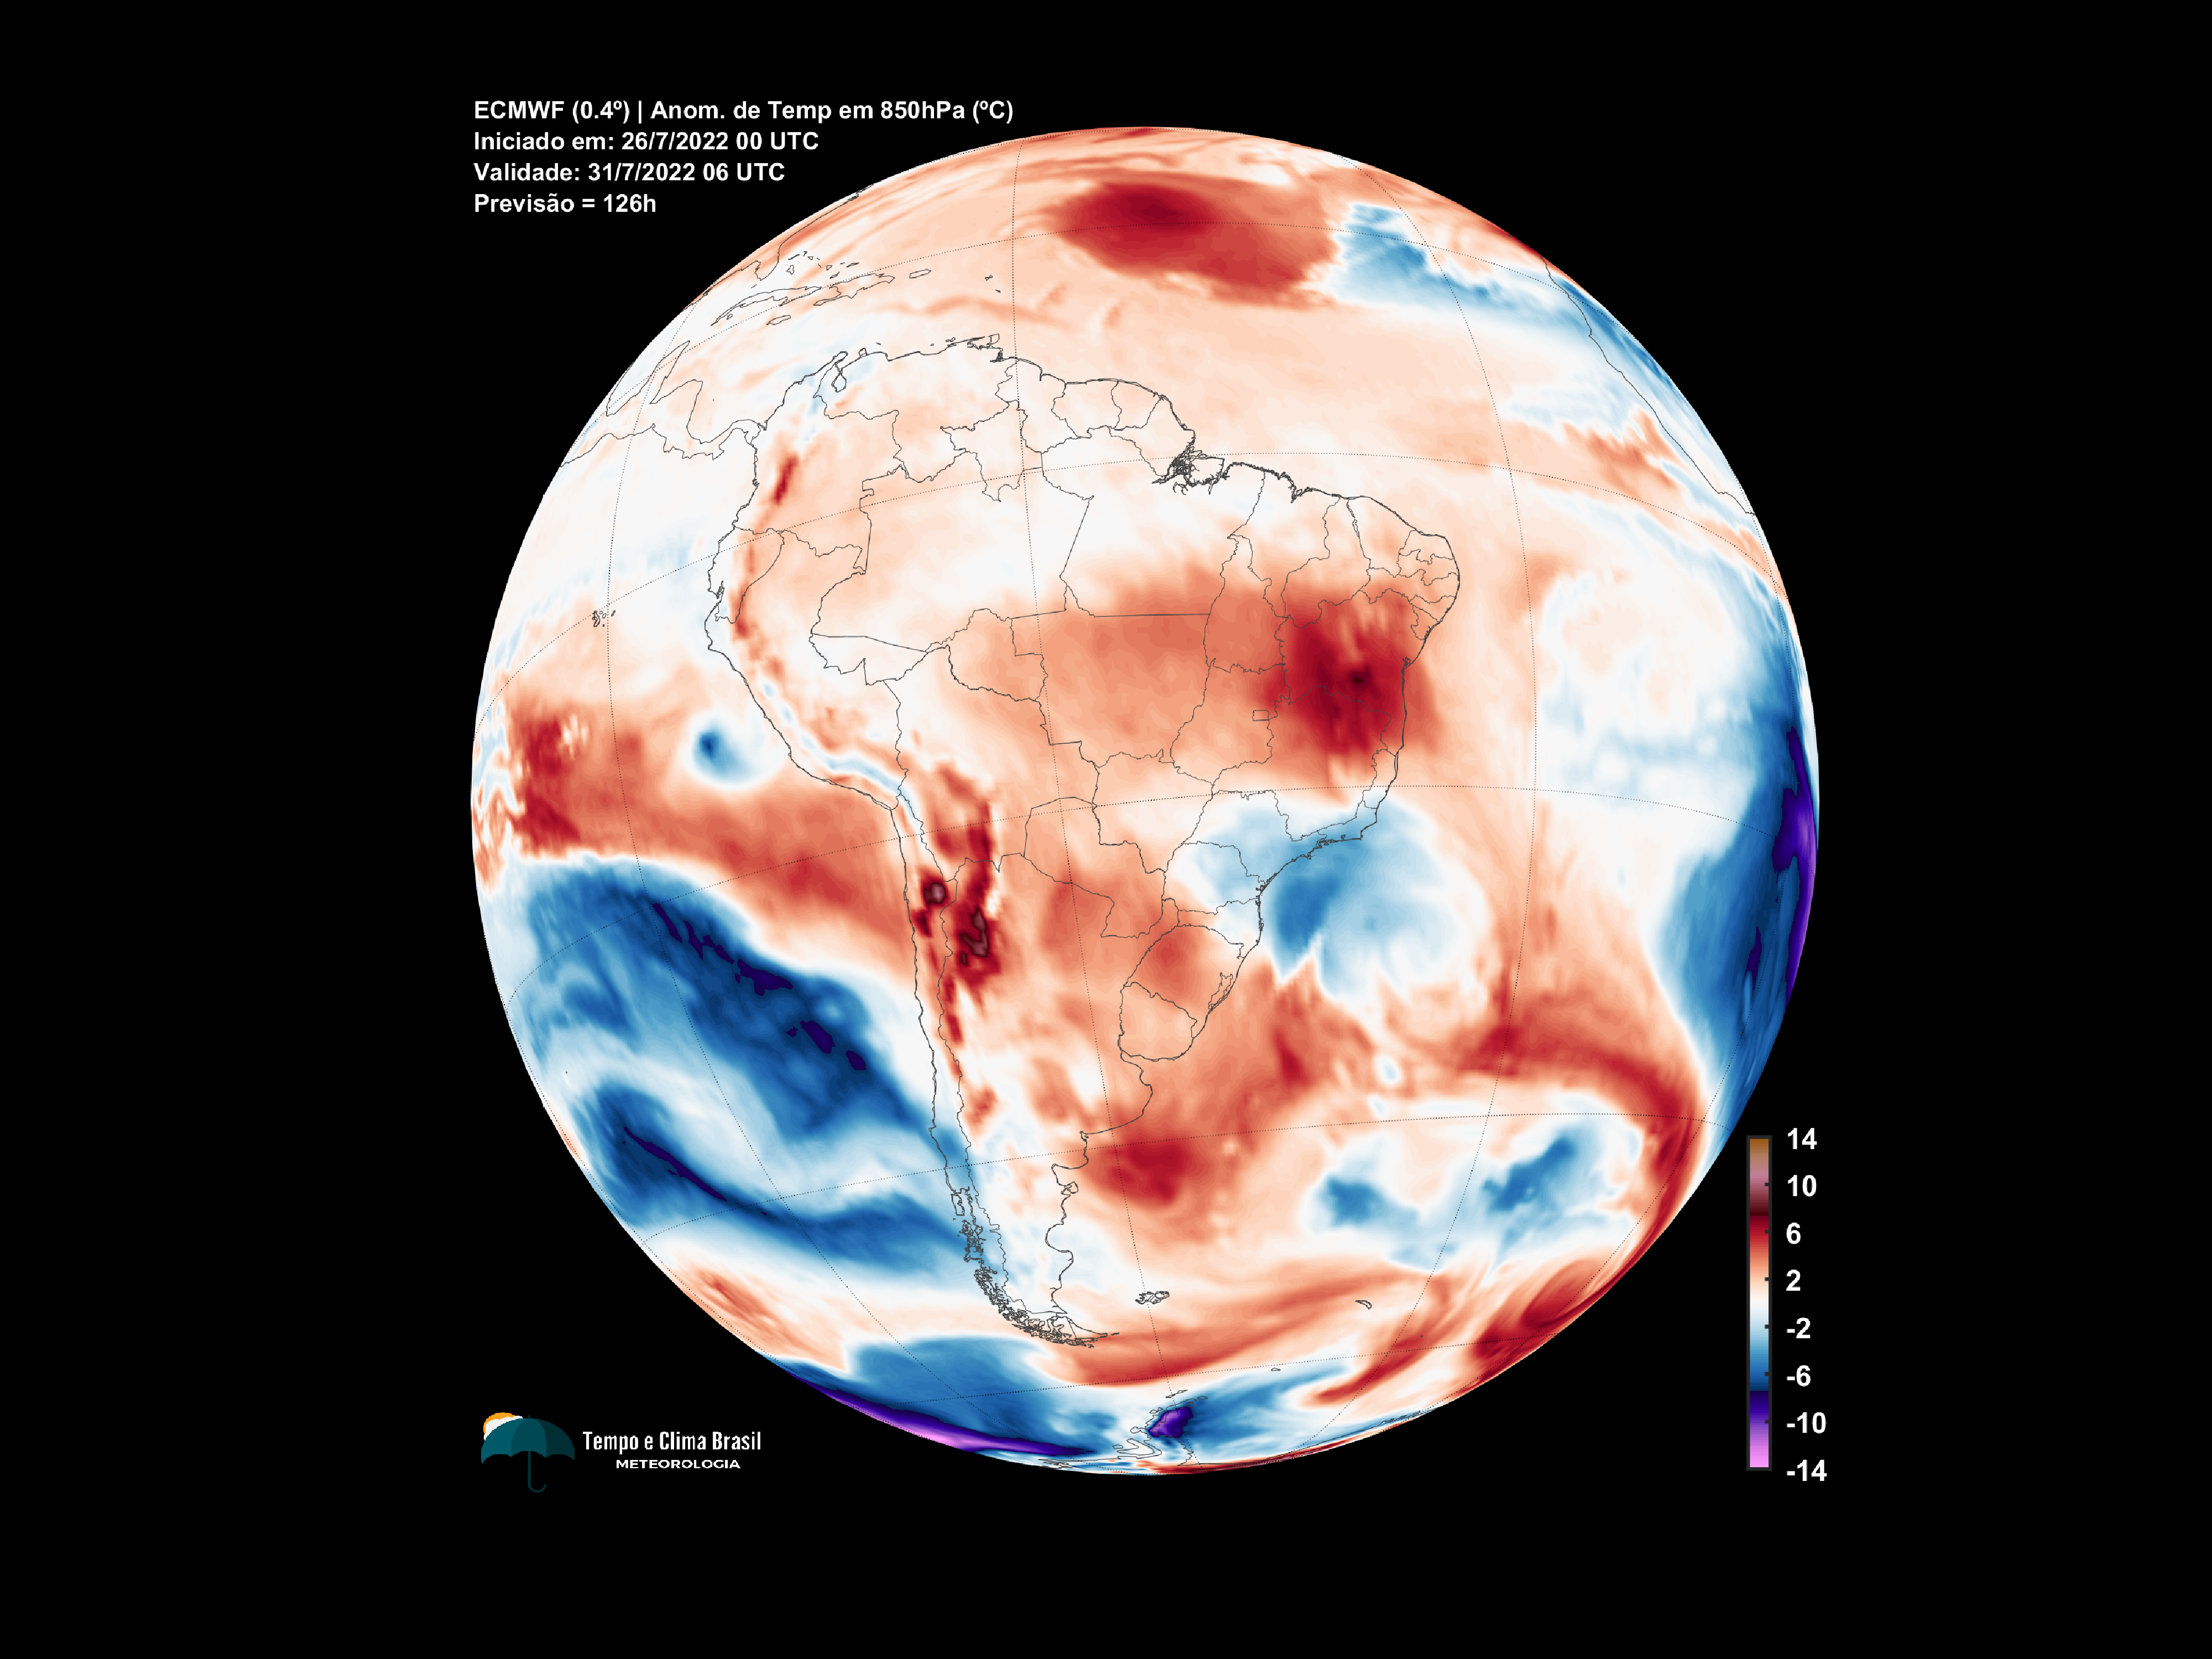 ECMWF (0.4º) | Anom. de Temp em 850hPa (ºC)
Iniciado em: 26/7/2022 00 UTC
Validade: 31/7/2022 06 UTC
Previsão = 126h
14
10
6
2
-2
-6
-10
-14
Tempo e Clima Brasil
METEOROLOGIA